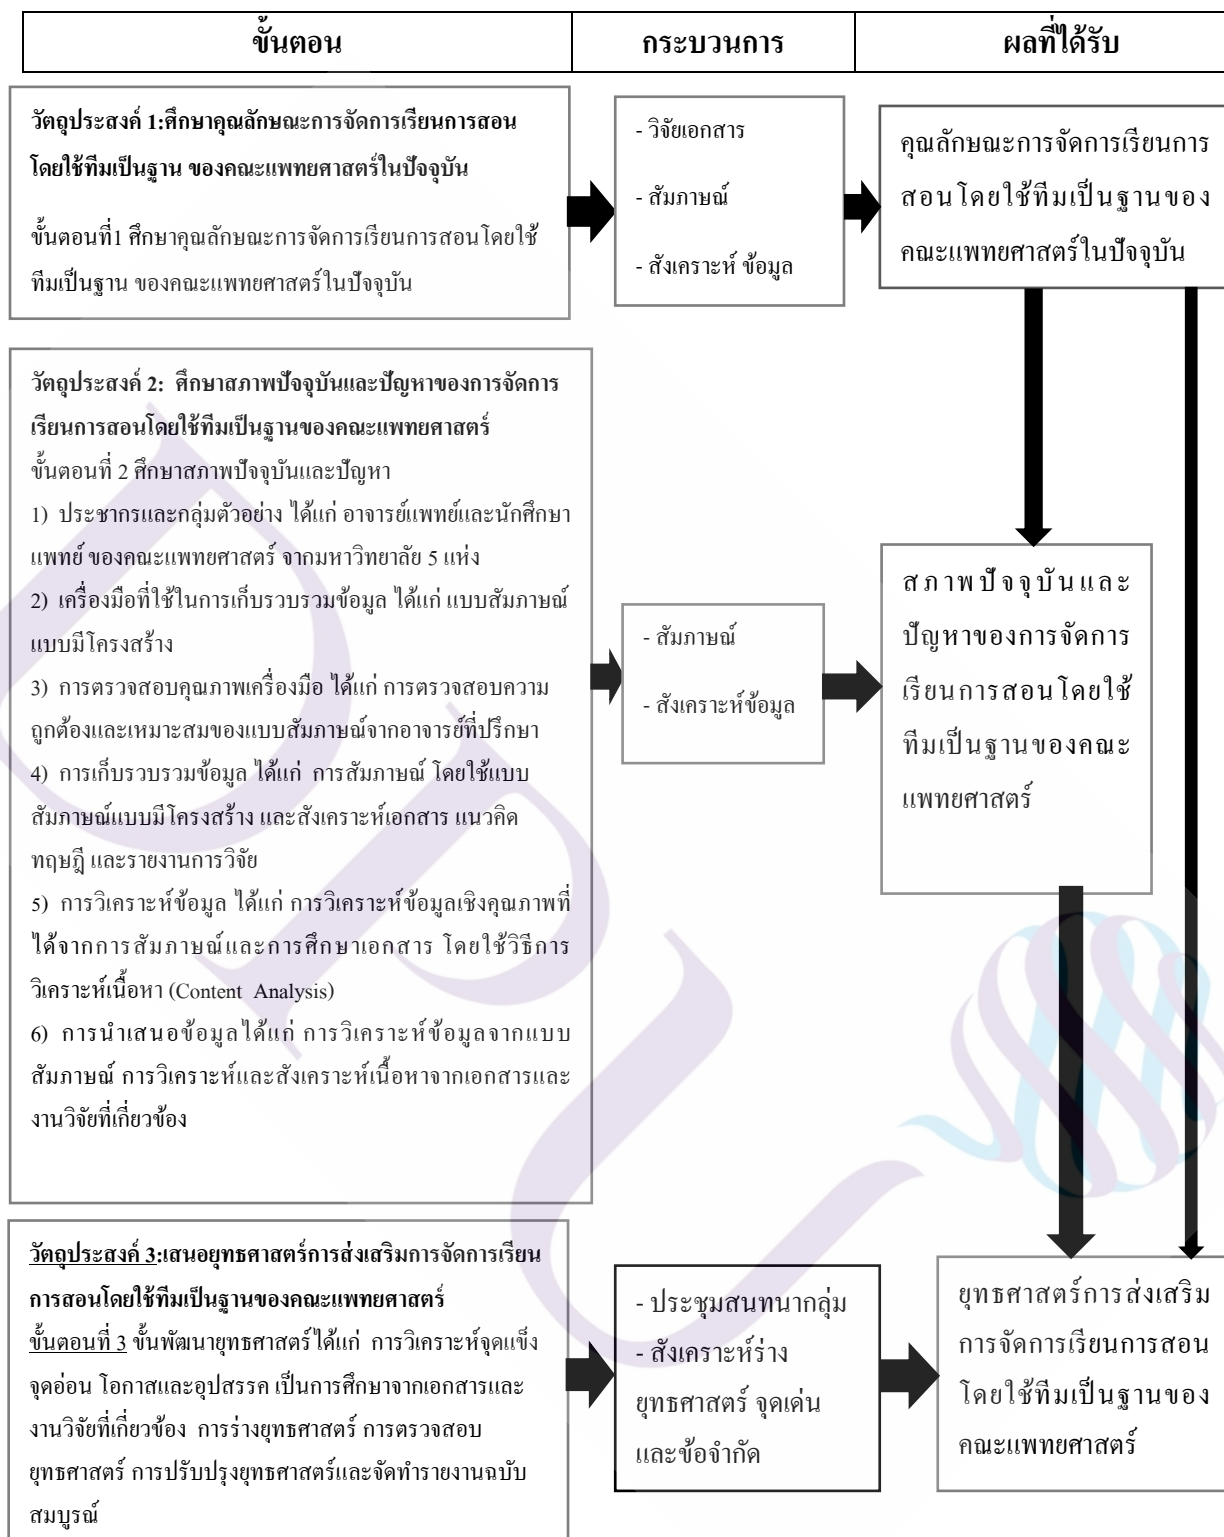 ขั้นตอน
กระบวนการ
ผลที่ได้รับ
วัตถุประสงค์ 1:ศึกษาคุณลักษณะการจัดการเรียนการสอน
โดยใช้ทีมเป็นฐาน ของคณะแพทยศาสตร์ในปัจจุบัน
ขั้นตอนที่1 ศึกษาคุณลักษณะการจัดการเรียนการสอนโดยใช้
ทีมเป็นฐาน ของคณะแพทยศาสตร์ในปัจจุบัน
- วิจัยเอกสาร
- สัมภาษณ์
- สังเคราะห์ ข้อมูล
คุณลักษณะการจัดการเรียนการ
สอนโดยใช้ทีมเป็นฐานของ
คณะแพทยศาสตร์ในปัจจุบัน
วัตถุประสงค์ 2: ศึกษาสภาพปัจจุบันและปัญหาของการจัดการ
เรียนการสอนโดยใช้ทีมเป็นฐานของคณะแพทยศาสตร์
ขั้นตอนที่ 2 ศึกษาสภาพปัจจุบันและปัญหา
1) ประชากรและกลุ่มตัวอย่าง ได้แก่ อาจารย์แพทย์และนักศึกษา
แพทย์ ของคณะแพทยศาสตร์ จากมหาวิทยาลัย 5 แห่ง
2) เครื่องมือที่ใช้ในการเก็บรวบรวมข้อมูล ได้แก่ แบบสัมภาษณ์
แบบมีโครงสร้าง
3) การตรวจสอบคุณภาพเครื่องมือ ได้แก่ การตรวจสอบความ
ถูกต้องและเหมาะสมของแบบสัมภาษณ์จากอาจารย์ที่ปรึกษา
4) การเก็บรวบรวมข้อมูล ได้แก่ การสัมภาษณ์ โดยใช้แบบ
สัมภาษณ์แบบมีโครงสร้าง และสังเคราะห์เอกสาร แนวคิด
ทฤษฎี และรายงานการวิจัย
5) การวิเคราะห์ข้อมูล ได้แก่ การวิเคราะห์ข้อมูลเชิงคุณภาพที่
ได้จากการสัมภาษณ์และการศึกษาเอกสาร โดยใช้วิธีการ
วิเคราะห์เนื้อหา (Content Analysis)
6) การนำเสนอข้อมูลได้แก่ การวิเคราะห์ข้อมูลจากแบบ
สัมภาษณ์ การวิเคราะห์และสังเคราะห์เนื้อหาจากเอกสารและ
งานวิจัยที่เกี่ยวข้อง
- สัมภาษณ์
- สังเคราะห์ข้อมูล
สภาพปัจจุบันและ
ปัญหาของการจัดการ
เรียนการสอนโดยใช้
ทีมเป็นฐานของคณะ
แพทยศาสตร์
วัตถุประสงค์ 3:เสนอยุทธศาสตร์การส่งเสริมการจัดการเรียน
การสอนโดยใช้ทีมเป็นฐานของคณะแพทยศาสตร์
ขั้นตอนที่ 3 ขั้นพัฒนายุทธศาสตร์ได้แก่ การวิเคราะห์จุดแข็ง
จุดอ่อน โอกาสและอุปสรรค เป็นการศึกษาจากเอกสารและ
งานวิจัยที่เกี่ยวข้อง การร่างยุทธศาสตร์ การตรวจสอบ
ยุทธศาสตร์ การปรับปรุงยุทธศาสตร์และจัดทำรายงานฉบับ
สมบูรณ์
- ประชุมสนทนากลุ่ม
- สังเคราะห์ร่าง
ยุทธศาสตร์ จุดเด่น
และข้อจำกัด
ยุทธศาสตร์การส่งเสริม
การจัดการเรียนการสอน
โดยใช้ทีมเป็นฐานของ
คณะแพทยศาสตร์
DPU